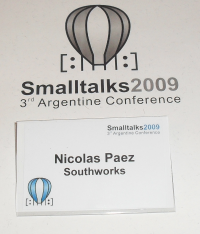 [:|¦|:]
Smalltalks2009
3rd Argentine Conference
Smalltalks2009
3rd Argentine Conference
Nicolas Paez
Southworks